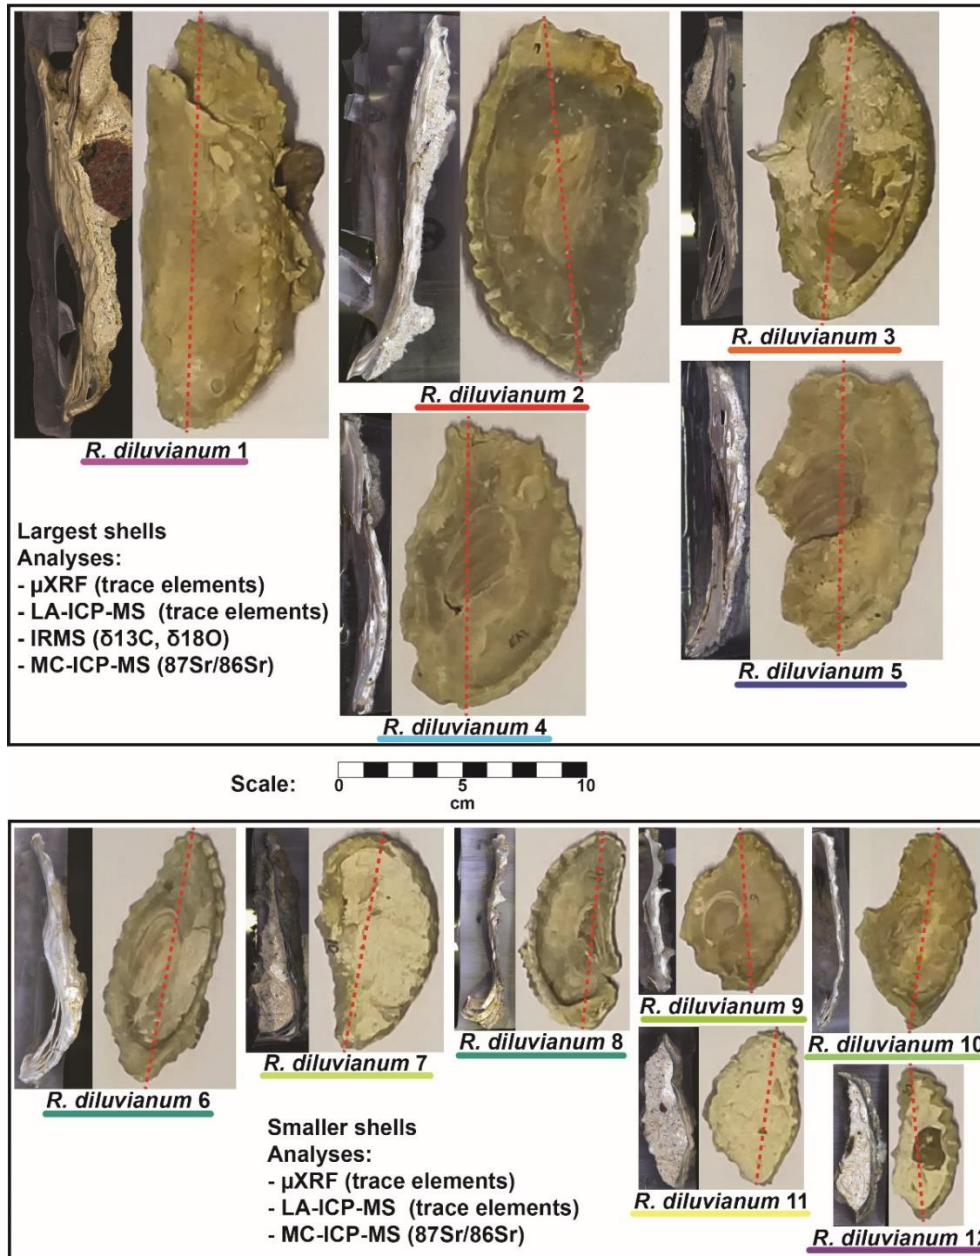 R. diluvianum 1
R. diluvianum 2
R. diluvianum 3
R. diluvianum 4
R. diluvianum 5
Largest shells
Analyses:
- µXRF (trace elements)
- LA-ICP-MS (trace elements)
- IRMS (δ13C, δ18O)
- MC-ICP-MS (87Sr/86Sr)
Scale: 0 5 10
cm
R. diluvianum 6
R. diluvianum 7
R. diluvianum 8
R. diluvianum 9
R. diluvianum 10
R. diluvianum 11
R. diluvianum 12
Smaller shells
Analyses:
- µXRF (trace elements)
- LA-ICP-MS (trace elements)
- MC-ICP-MS (87Sr/86Sr)